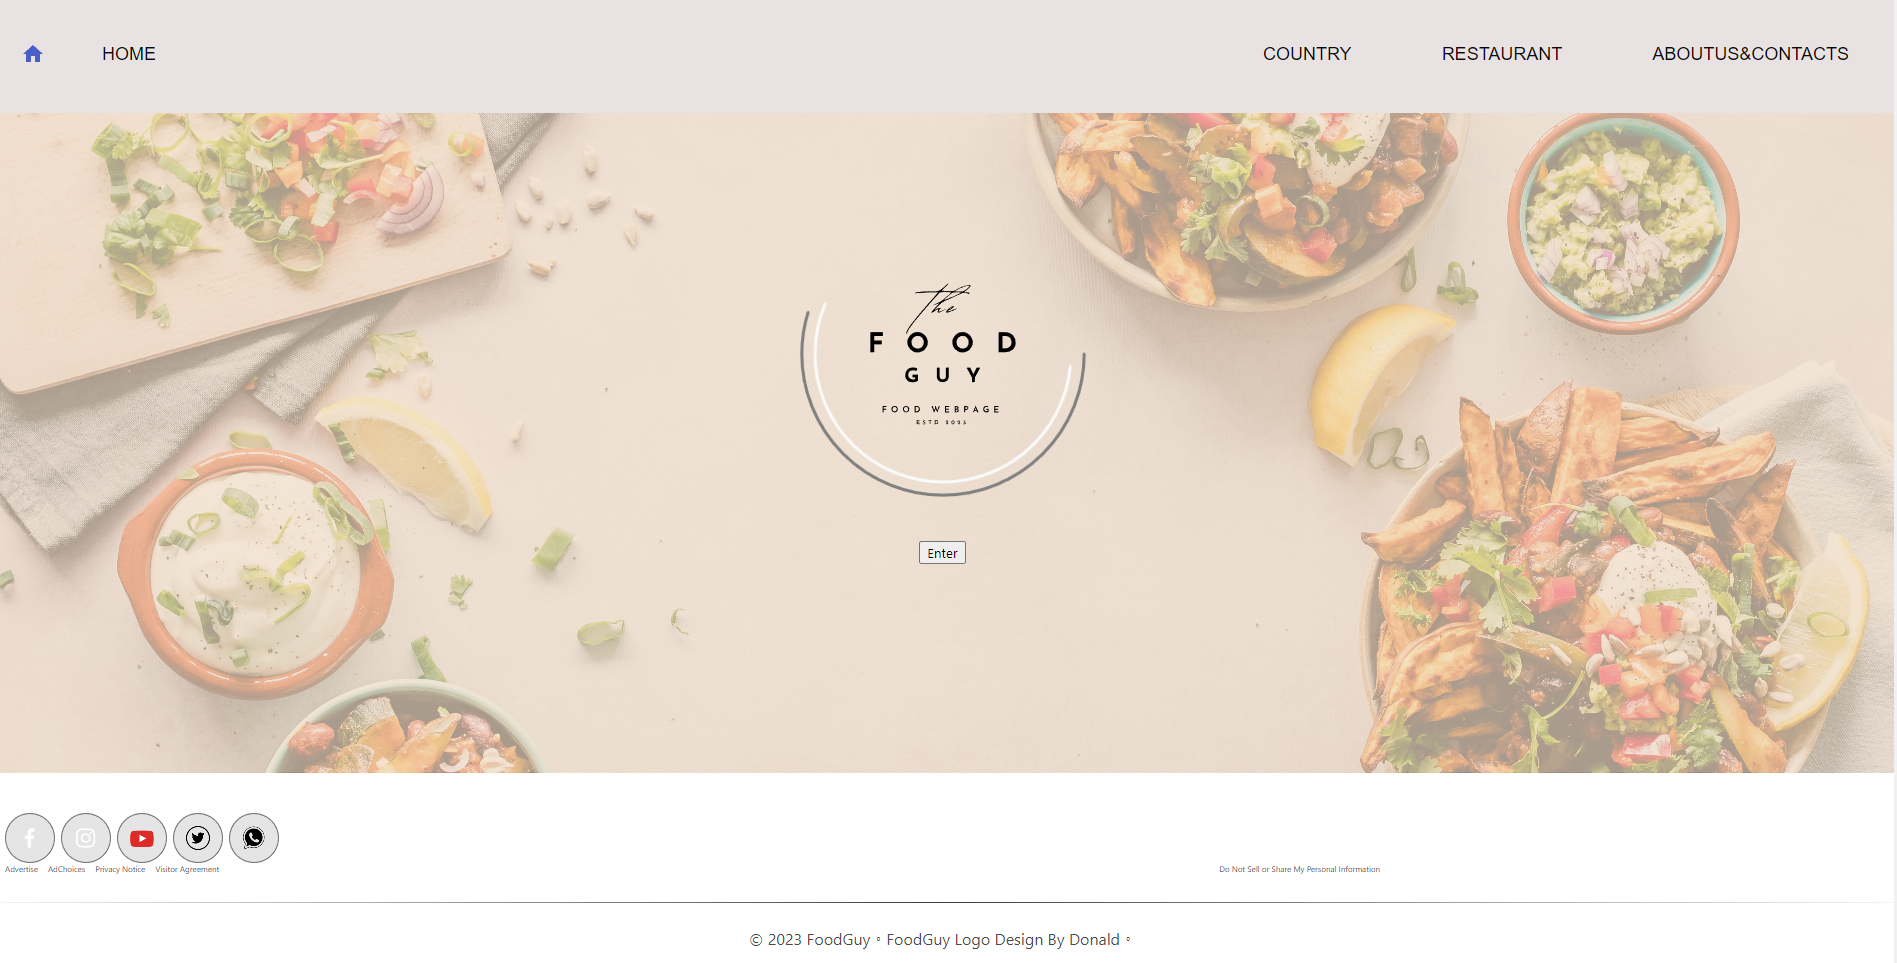 HOME
COUNTRY
RESTAURANT
ABOUTUS&CONTACTS
the
FOOD
GUY
FOOD WEBPAGE
ESTD 2023
Enter
Advertise
AdChoices
Privacy Notice
Visitor Agreement
Do Not Sell or Share My Personal Information
© 2023 FoodGuy。FoodGuy Logo Design By Donald。